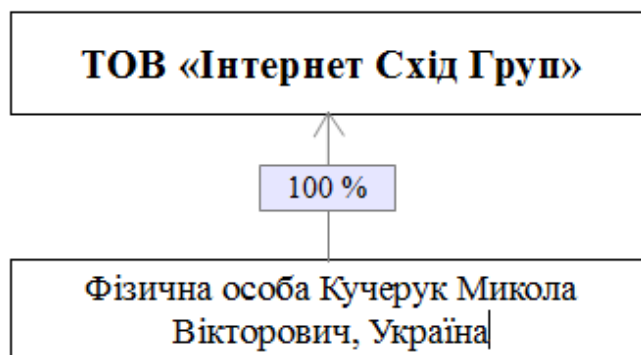 ТОВ «Інтернет Схід Груп»
100 %
Фізична особа Кучерук Микола
Вікторович, Україна